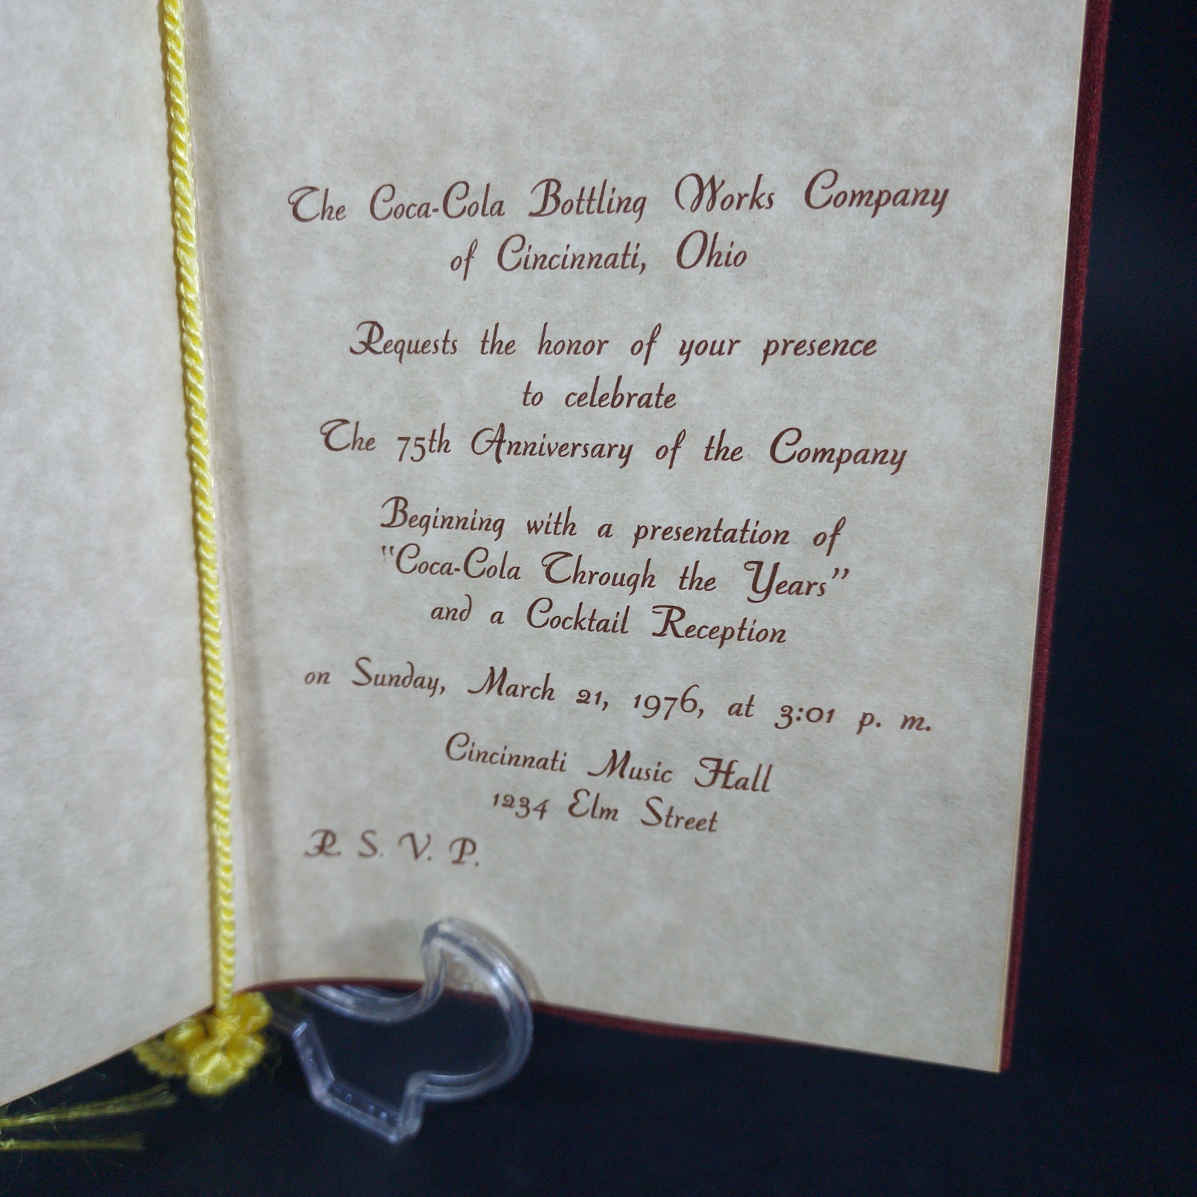 The Coca-Cola Bottling Works Company
of Cincinnati, Ohio
Requests the honor of your presence
to celebrate
The 75th Anniversary of the Company
Beginning with a presentation of
"Coca-Cola Through the Years"
and a Cocktail Reception
on Sunday, March 21, 1976, at 3:01 p. m.
Cincinnati Music Hall
1234 Elm Street
R. S. V. P.